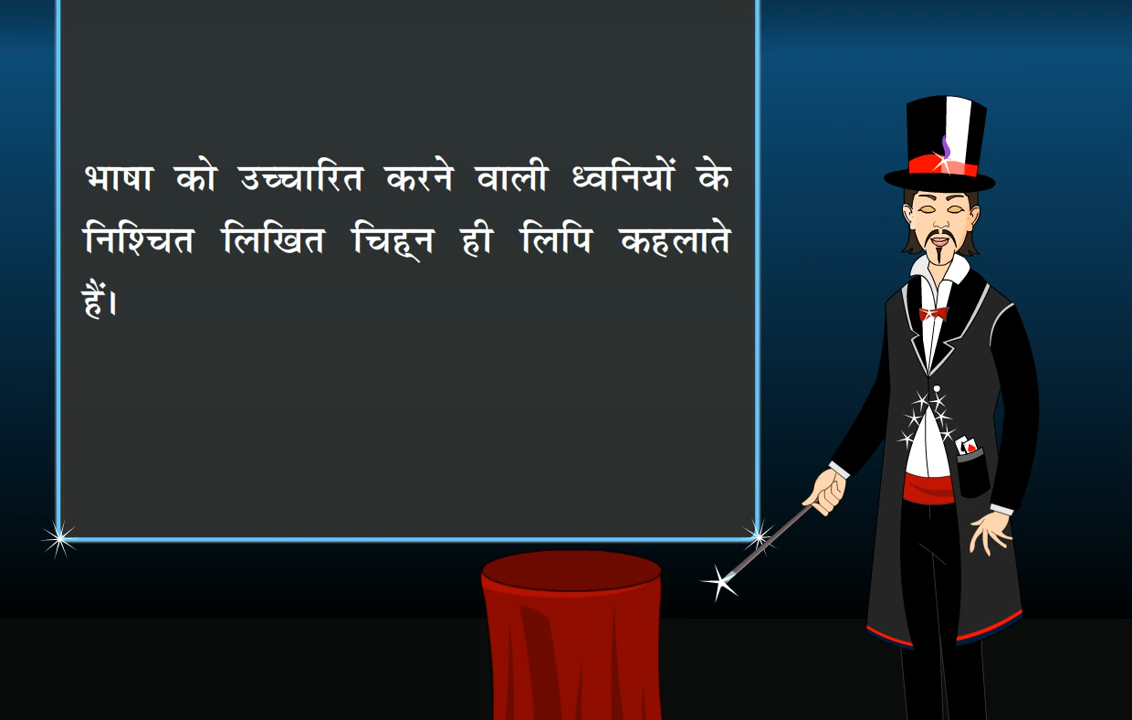 भाषा को उच्चारित करने वाली ध्वनियों के
निश्चित लिखित चिह्‌न ही लिपि कहलाते
हैं।